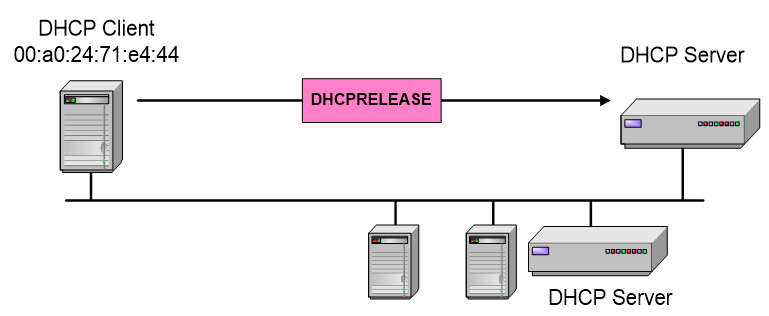 DHCP Client
00:a0:24:71:e4:44
DHCP Server
DHCPRELEASE
DHCP Server